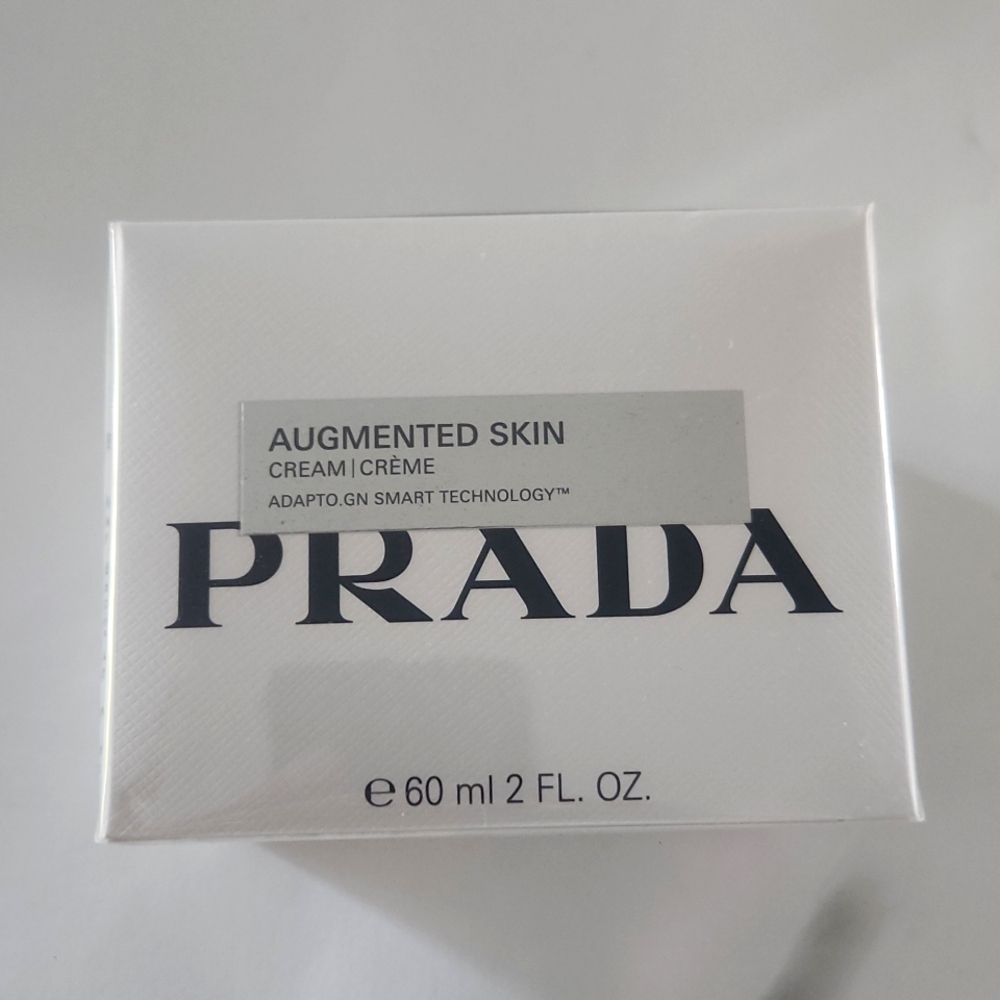 AUGMENTED SKIN
CREAM|CRÈME
ADAPTO.GN SMART TECHNOLOGY™
PRADA
℮ 60 ml 2 FL. OZ.